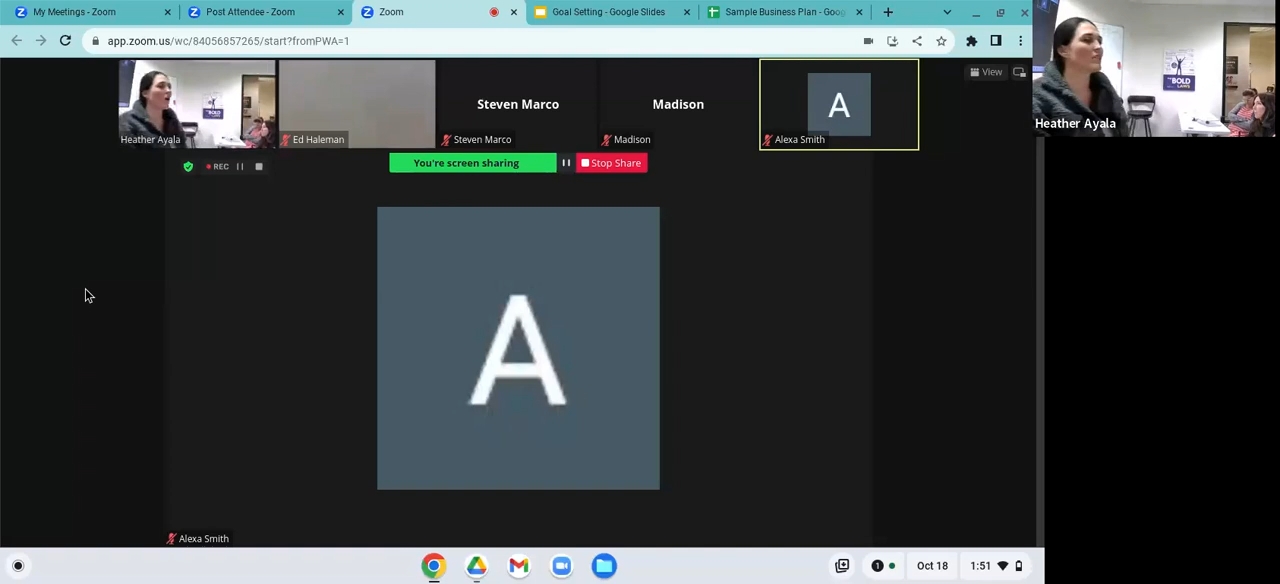 My Meetings - Zoom
Post Attendee - Zoom
Zoom
Goal Setting - Google Slides
Sample Business Plan - Goog
app.zoom.us/wc/84056857265/start?fromPWA=1
Heather Ayala
Ed Haleman
Steven Marco
Steven Marco
Madison
Madison
A
Alexa Smith
View
BOLD
Heather Ayala
REC
You're screen sharing
Stop Share
A
Alexa Smith
1
Oct 18
1:51